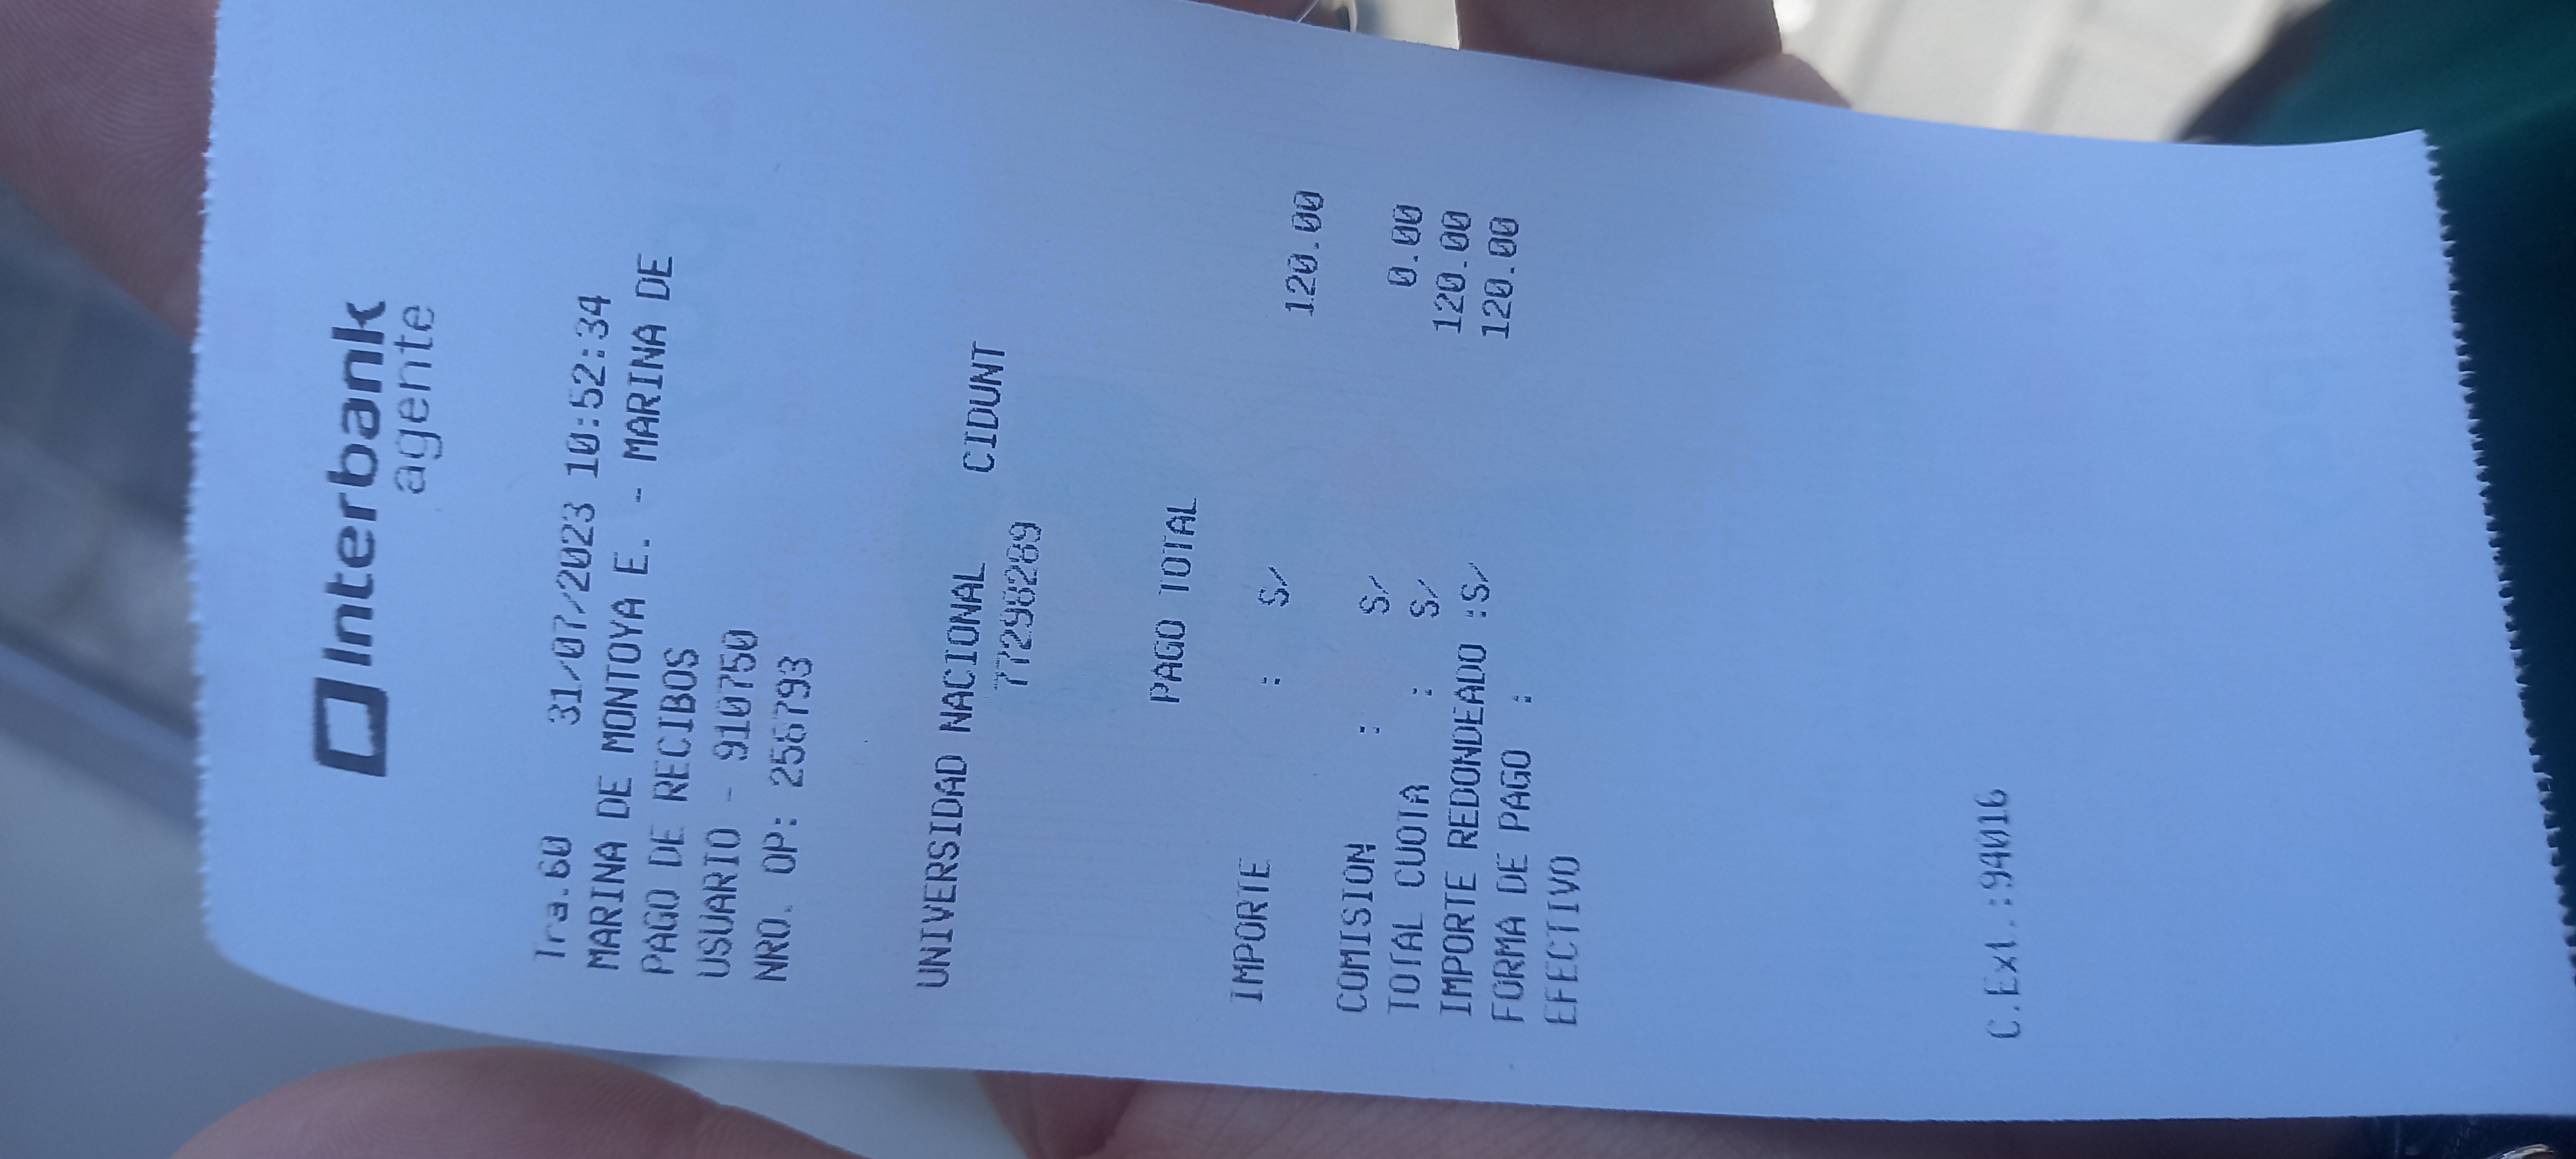 Interbank
agente
Tra.60 31/07/2023 10:52:34
MARINA DE MONTOYA E. - MARINA DE
PAGO DE RECIBOS
USUARIO - 910750
NRO. OP: 256793
UNIVERSIDAD NACIONAL CIDUNT
77298289
PAGO TOTAL
IMPORTE : S/ 120.00
COMISION : S/ 0.00
TOTAL CUOTA : S/ 120.00
IMPORTE REDONDEADO :S/ 120.00
FORMA DE PAGO :
EFECTIVO
C.Ext.:94016